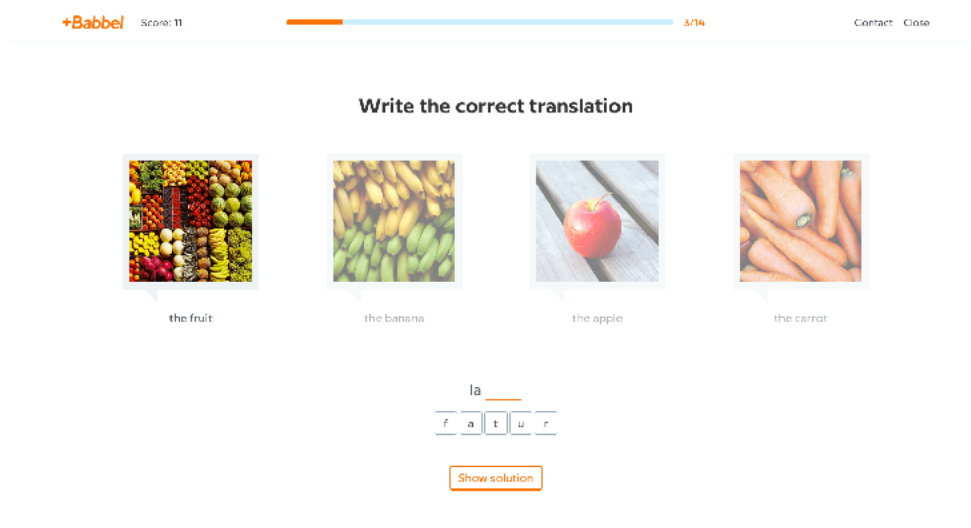 +Babbel Score: 11 3/14 Contact Close
Write the correct translation
the fruit the banana the apple the carrot
la ____
f a t u r
Show solution